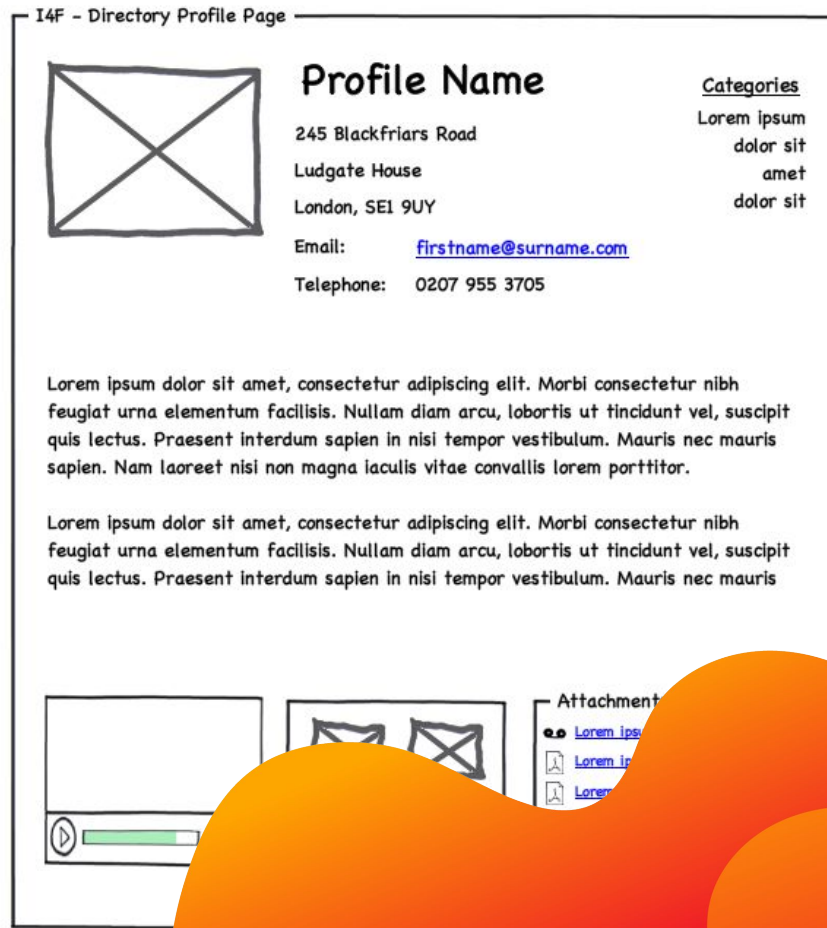 I4F - Directory Profile Page
Profile Name
245 Blackfriars Road
Ludgate House
London, SE1 9UY
Email: firstname@surname.com
Telephone: 0207 955 3705
Categories
Lorem ipsum
dolor sit
amet
dolor sit
Lorem ipsum dolor sit amet, consectetur adipiscing elit. Morbi consectetur nibh
feugiat urna elementum facilisis. Nullam diam arcu, lobortis ut tincidunt vel, suscipit
quis lectus. Praesent interdum sapien in nisi tempor vestibulum. Mauris nec mauris
sapien. Nam laoreet nisi non magna iaculis vitae convallis lorem porttitor.
Lorem ipsum dolor sit amet, consectetur adipiscing elit. Morbi consectetur nibh
feugiat urna elementum facilisis. Nullam diam arcu, lobortis ut tincidunt vel, suscipit
quis lectus. Praesent interdum sapien in nisi tempor vestibulum. Mauris nec mauris
Attachment
Lorem
Lorem
Lorem